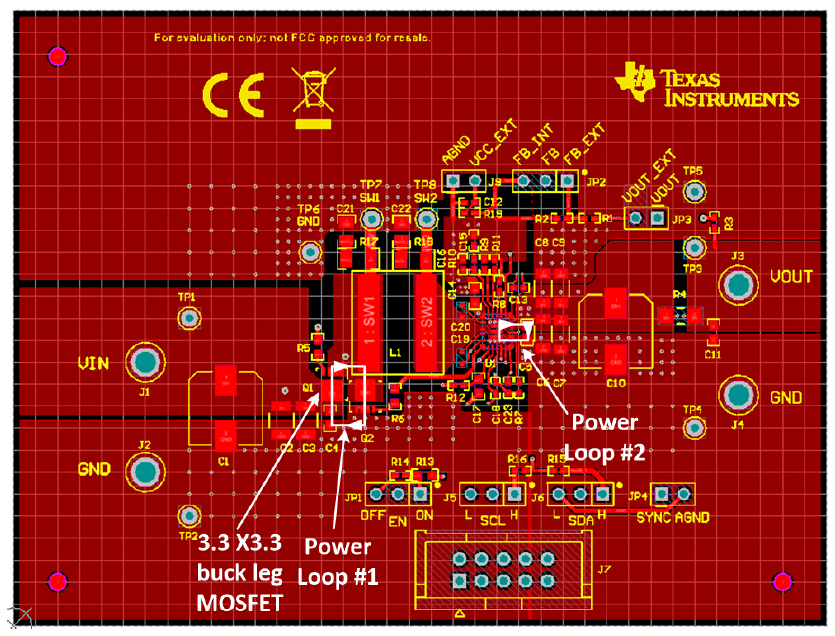 For evaluation only; not FCC approved for resale.
CE
TEXAS
INSTRUMENTS
AGND
VCC_EXT
FB_INT
FB
FB_EXT
J9
JP2
VOUT_EXT
VOUT
TP5
TP7
SW1
TP8
SW2
C12
R19
R2
R1
JP3
R3
TP6
GND
C21
C22
R17
R18
C16
R10
C15
R9
R11
C8
C9
TP3
J3
VOUT
C14
R8
C13
R4
TP1
1:SW1
2:SW2
L1
C20
C19
C11
VIN
J1
R5
U1
C6
C7
C10
Q1
Q2
R6
R12
C17
C18
C23
R7
GND
J4
Power
Loop #2
TP4
J2
GND
C1
C2
C3
C4
R14
R13
R16
R15
JP1
J5
J6
JP4
OFF
EN
ON
L
SCL
H
L
SDA
H
SYNC
AGND
TP2
3.3 X3.3
buck leg
MOSFET
Power
Loop #1
J7